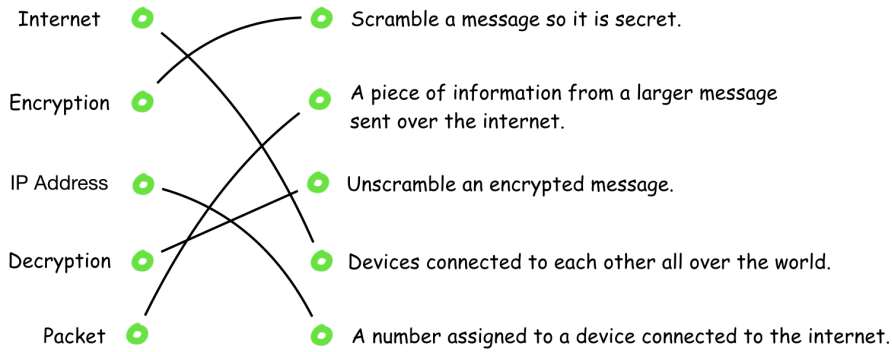 Internet
Scramble a message so it is secret.
Encryption
A piece of information from a larger message
sent over the internet.
IP Address
Unscramble an encrypted message.
Decryption
Devices connected to each other all over the world.
Packet
A number assigned to a device connected to the internet.